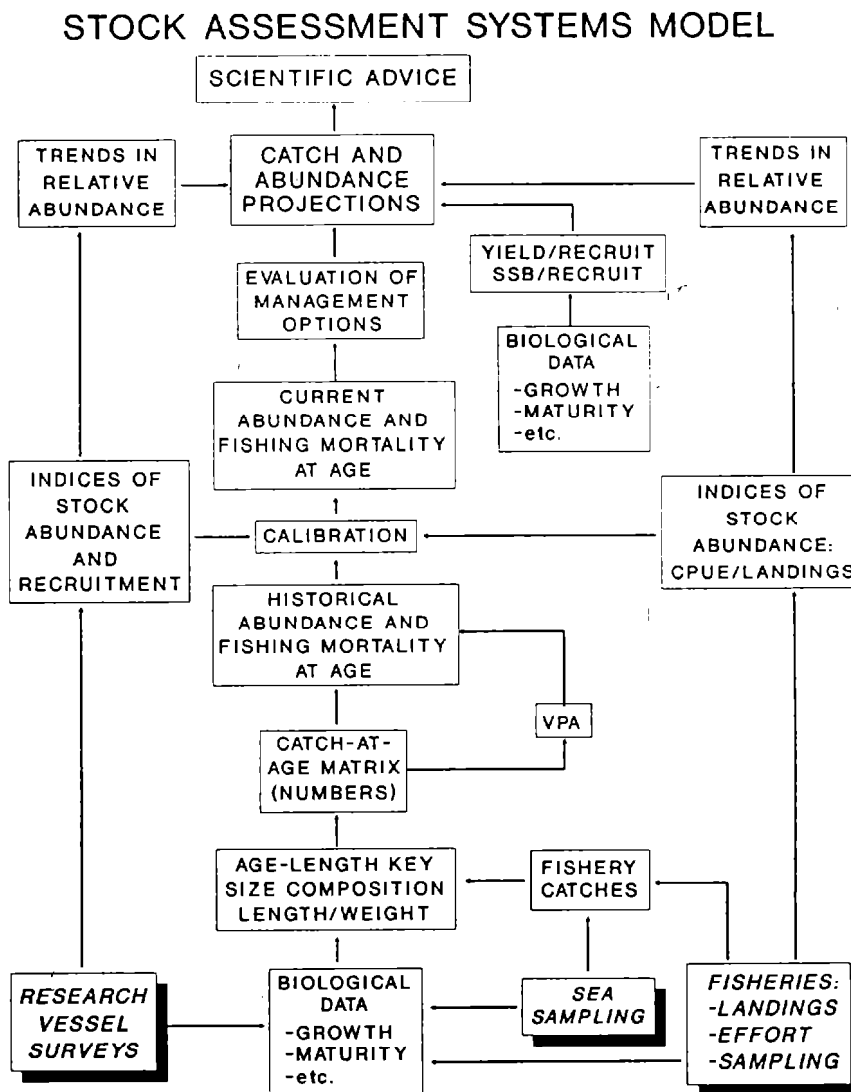 STOCK ASSESSMENT SYSTEMS MODEL
SCIENTIFIC ADVICE
TRENDS IN
RELATIVE
ABUNDANCE
CATCH AND
ABUNDANCE
PROJECTIONS
TRENDS IN
RELATIVE
ABUNDANCE
YIELD/RECRUIT
SSB/RECRUIT
EVALUATION OF
MANAGEMENT
OPTIONS
BIOLOGICAL
DATA
-GROWTH
-MATURITY
-etc.
CURRENT
ABUNDANCE AND
FISHING MORTALITY
AT AGE
INDICES OF
STOCK
ABUNDANCE
AND
RECRUITMENT
CALIBRATION
INDICES OF
STOCK
ABUNDANCE:
CPUE/LANDINGS
HISTORICAL
ABUNDANCE AND
FISHING MORTALITY
AT AGE
VPA
CATCH-AT-
AGE MATRIX
(NUMBERS)
AGE-LENGTH KEY
SIZE COMPOSITION
LENGTH/WEIGHT
FISHERY
CATCHES
RESEARCH
VESSEL
SURVEYS
BIOLOGICAL
DATA
-GROWTH
-MATURITY
-etc.
SEA
SAMPLING
FISHERIES:
-LANDINGS
-EFFORT
-SAMPLING